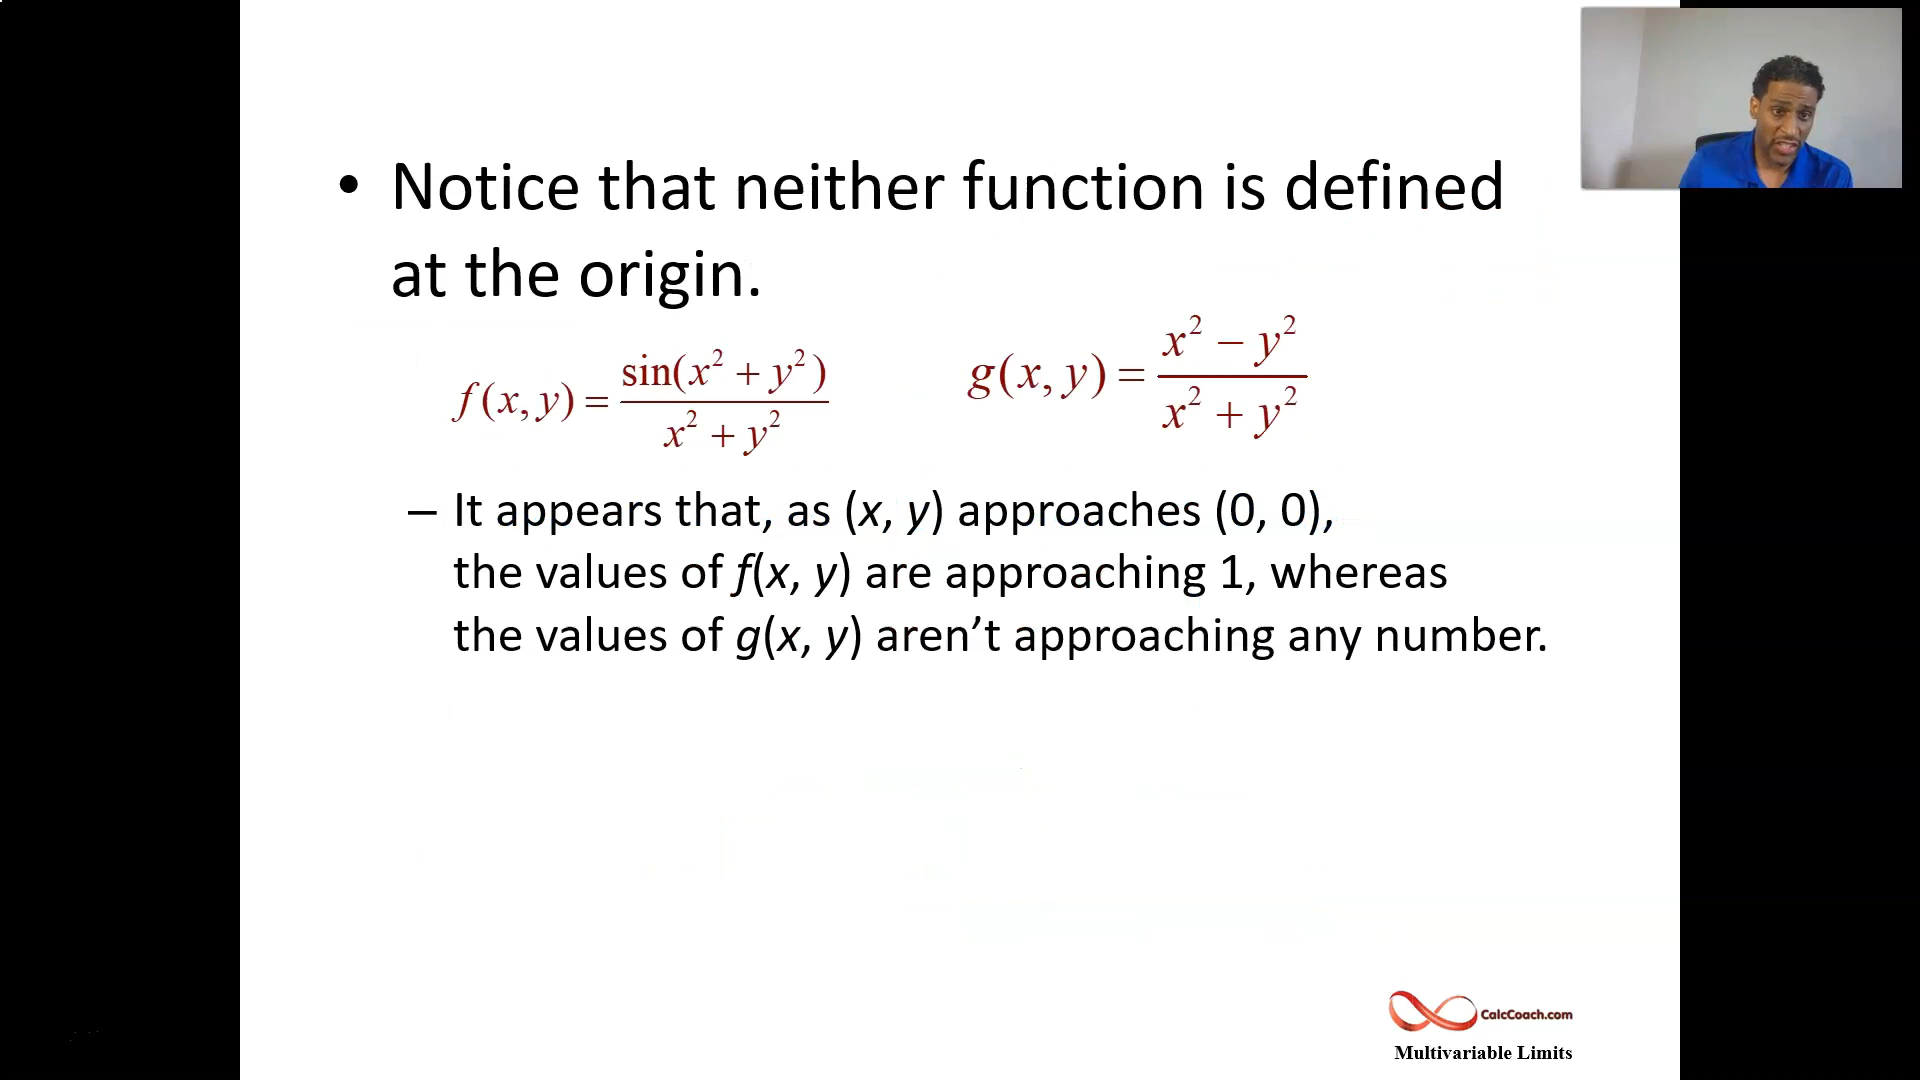 • Notice that neither function is defined
at the origin.
f(x, y) = sin(x² + y²) / x² + y²
g(x, y) = x² − y² / x² + y²
– It appears that, as (x, y) approaches (0, 0),
the values of f(x, y) are approaching 1, whereas
the values of g(x, y) aren’t approaching any number.
CalcCoach.com
Multivariable Limits